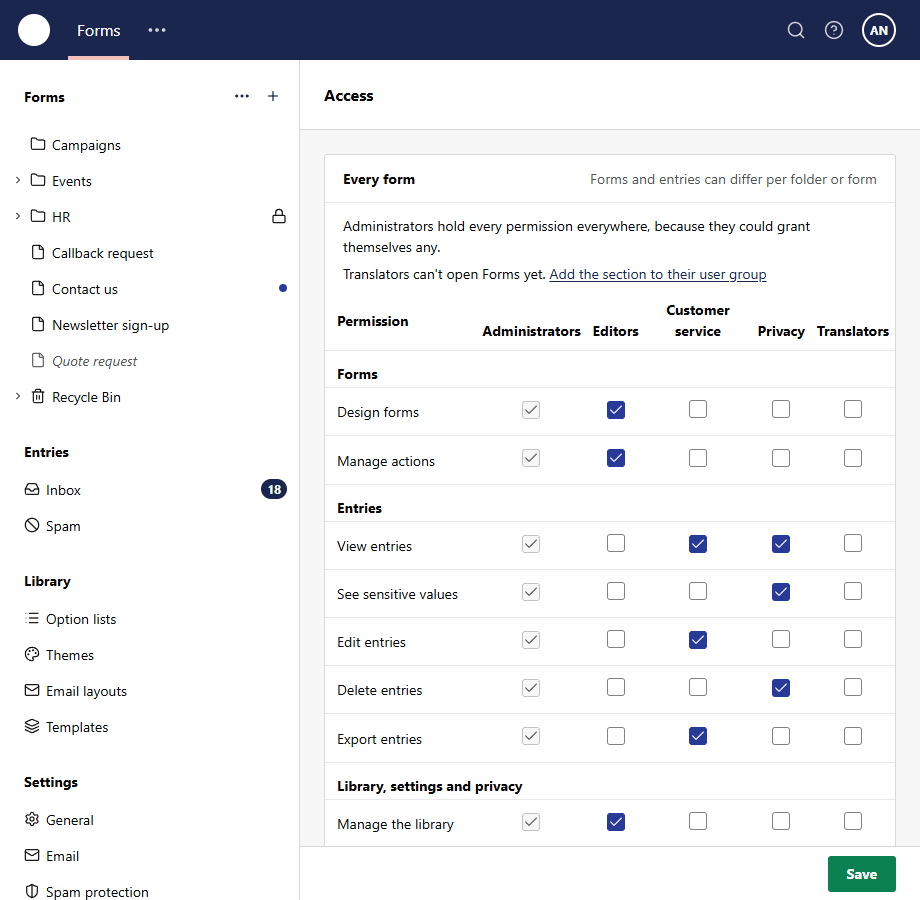 Forms
AN
Forms
Campaigns
Events
HR
Callback request
Contact us
Newsletter sign-up
Quote request
Recycle Bin
Entries
Inbox
18
Spam
Library
Option lists
Themes
Email layouts
Templates
Settings
General
Email
Spam protection
Access
Every form
Forms and entries can differ per folder or form
Administrators hold every permission everywhere, because they could grant
themselves any.
Translators can't open Forms yet. Add the section to their user group
Permission
Administrators
Editors
Customer
service
Privacy
Translators
Forms
Design forms
Manage actions
Entries
View entries
See sensitive values
Edit entries
Delete entries
Export entries
Library, settings and privacy
Manage the library
Save